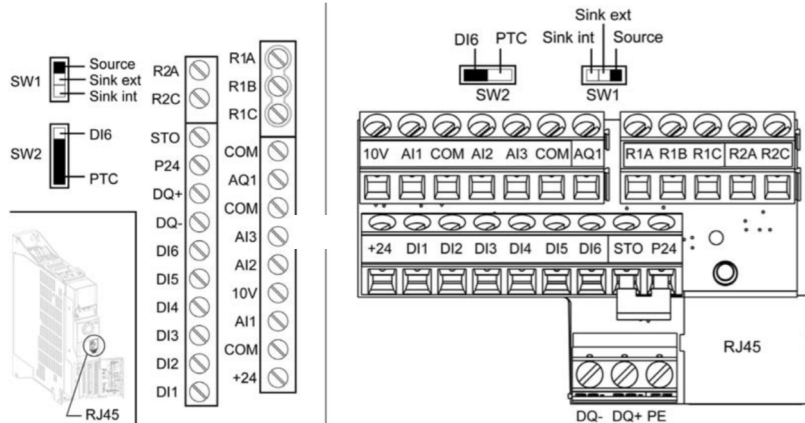 SW1
Source
Sink ext
Sink int
SW2
DI6
PTC
RJ45
R2A
R2C
STO
P24
DQ+
DQ-
DI6
DI5
DI4
DI3
DI2
DI1
R1A
R1B
R1C
COM
AQ1
COM
AI3
AI2
10V
AI1
COM
+24
Sink ext
DI6 PTC Sink int Source
SW2 SW1
10V AI1 COM AI2 AI3 COM AQ1 R1A R1B R1C R2A R2C
+24 DI1 DI2 DI3 DI4 DI5 DI6 STO P24
RJ45
DQ- DQ+ PE